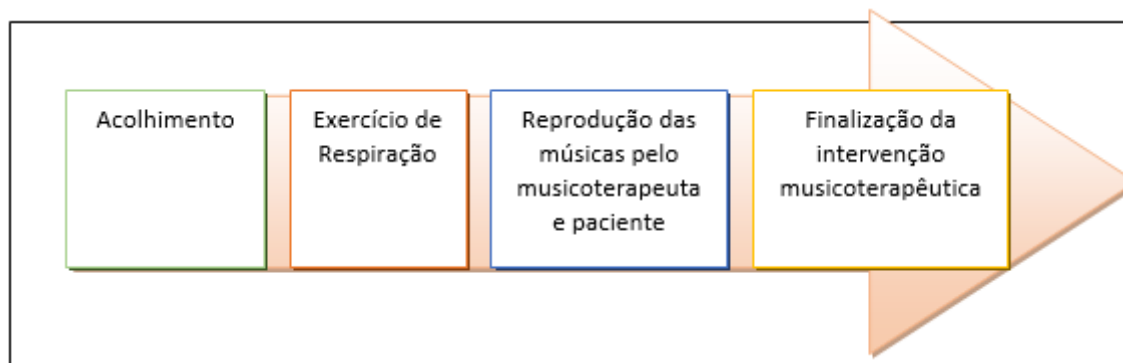 Acolhimento
Exercício de
Respiração
Reprodução das
músicas pelo
musicoterapeuta
e paciente
Finalização da
intervenção
musicoterapêutica